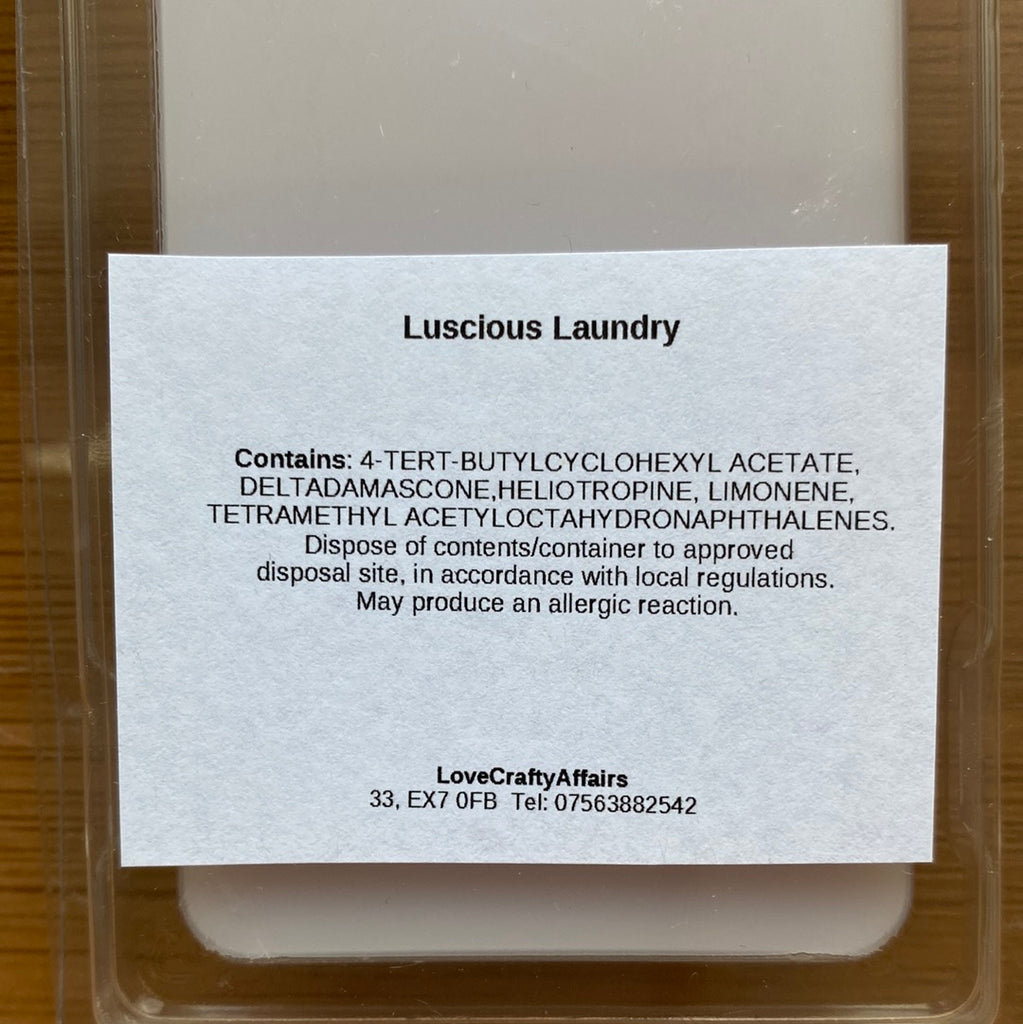 Luscious Laundry
Contains: 4-TERT-BUTYLCYCLOHEXYL ACETATE,
DELTADAMASCONE,HELIOTROPINE, LIMONENE,
TETRAMETHYL ACETYLOCTAHYDRONAPHTHALENES.
Dispose of contents/container to approved
disposal site, in accordance with local regulations.
May produce an allergic reaction.
LoveCraftyAffairs
33, EX7 0FB Tel: 07563882542